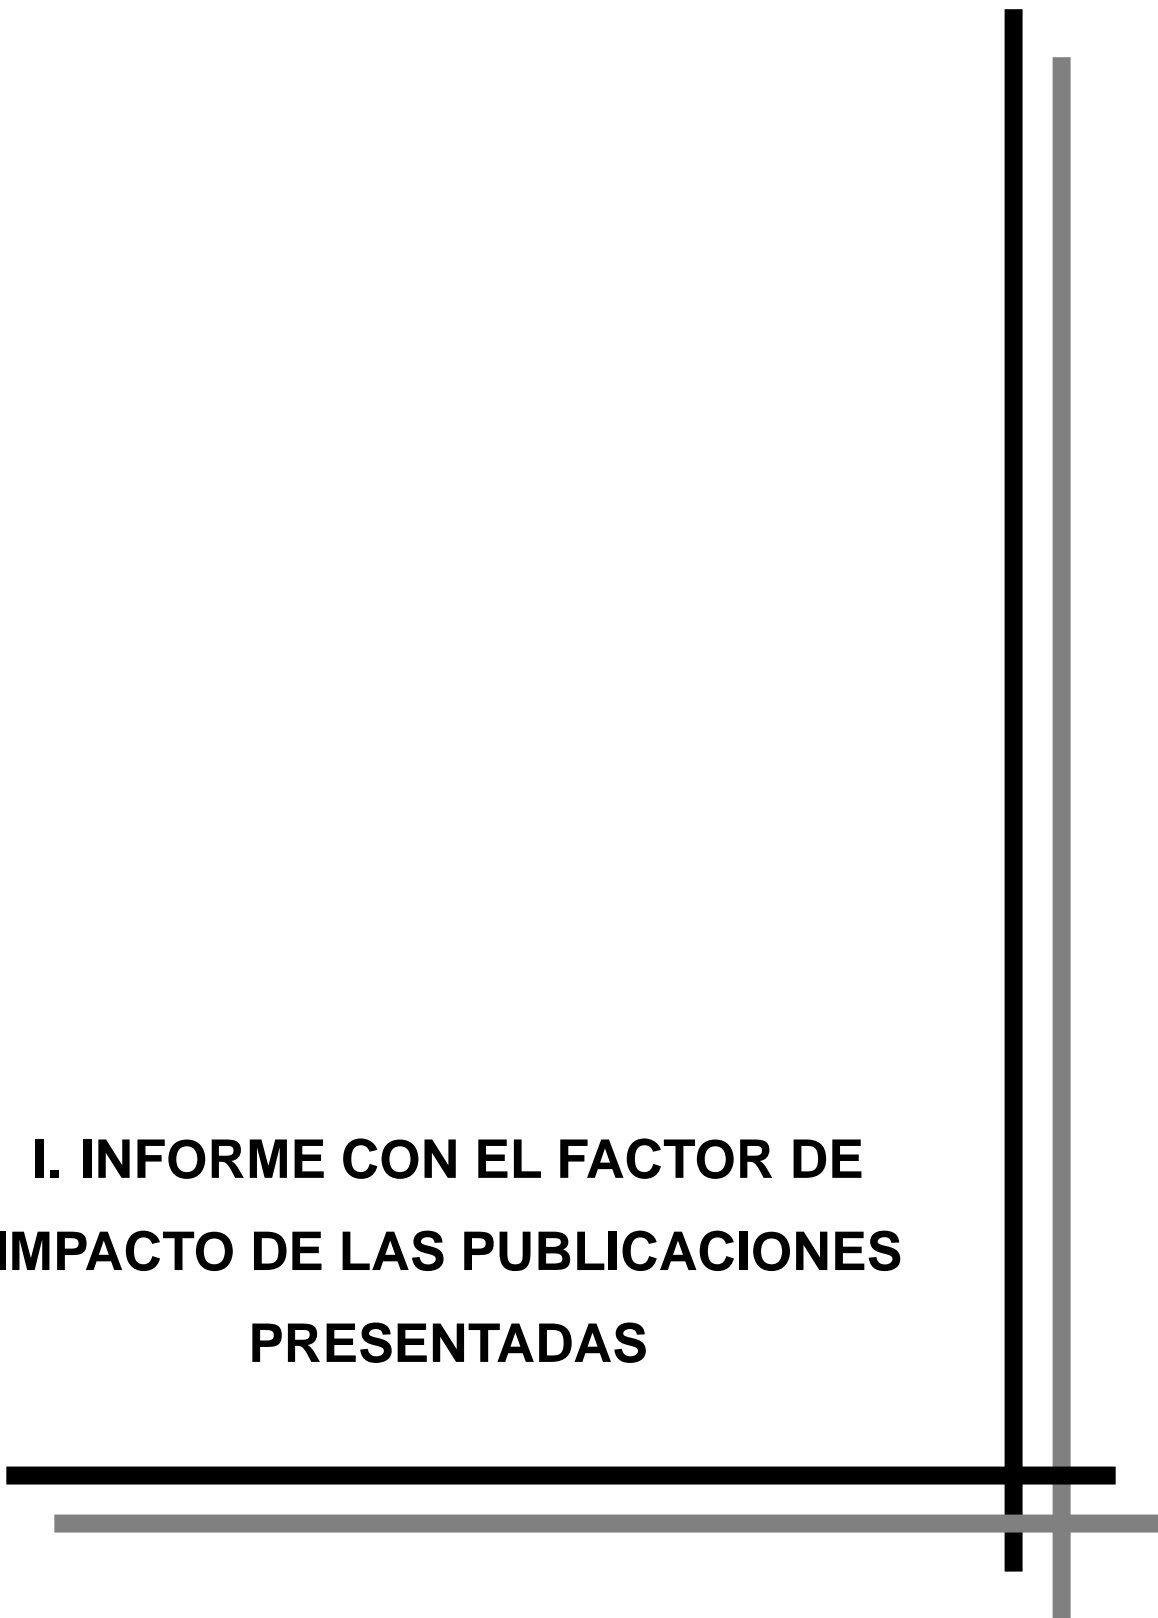 I. INFORME CON EL FACTOR DE
IMPACTO DE LAS PUBLICACIONES
PRESENTADAS